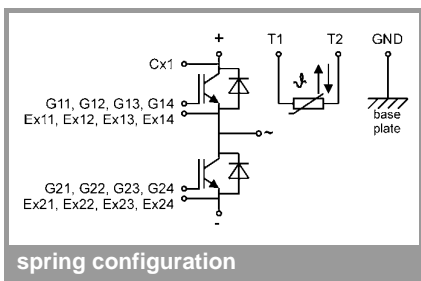 + T1 T2 GND
Cx1
ϑ
G11, G12, G13, G14
Ex11, Ex12, Ex13, Ex14
base
plate
~
G21, G22, G23, G24
Ex21, Ex22, Ex23, Ex24
-
spring configuration